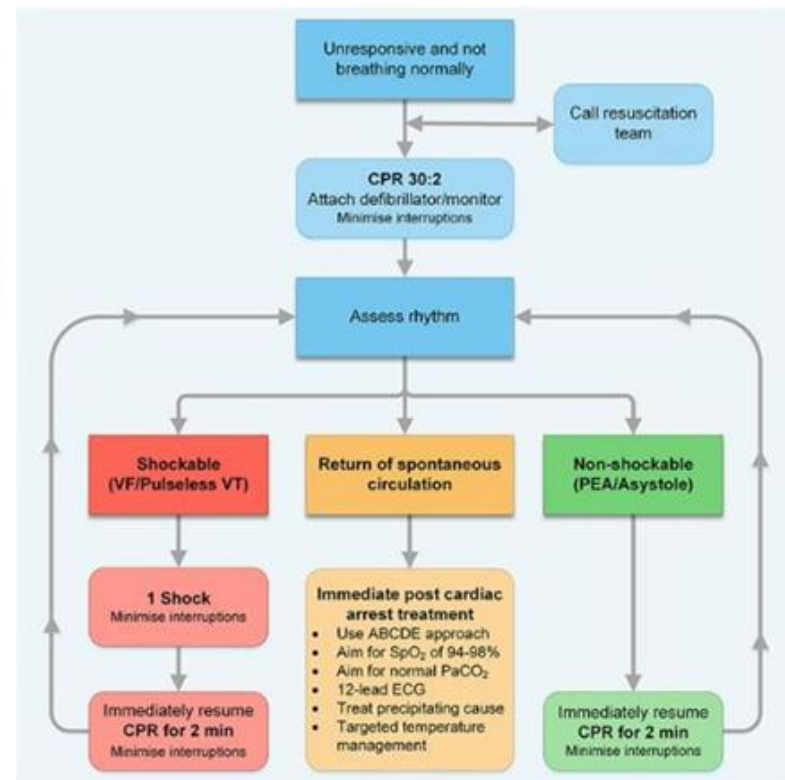 Unresponsive and not
breathing normally
Call resuscitation
team
CPR 30:2
Attach defibrillator/monitor
Minimise interruptions
Assess rhythm
Shockable
(VF/Pulseless VT)
Return of spontaneous
circulation
Non-shockable
(PEA/Asystole)
1 Shock
Minimise interruptions
Immediately resume
CPR for 2 min
Minimise interruptions
Immediate post cardiac
arrest treatment
• Use ABCDE approach
• Aim for SpO₂ of 94-98%
• Aim for normal PaCO₂
• 12-lead ECG
• Treat precipitating cause
• Targeted temperature
management
Immediately resume
CPR for 2 min
Minimise interruptions